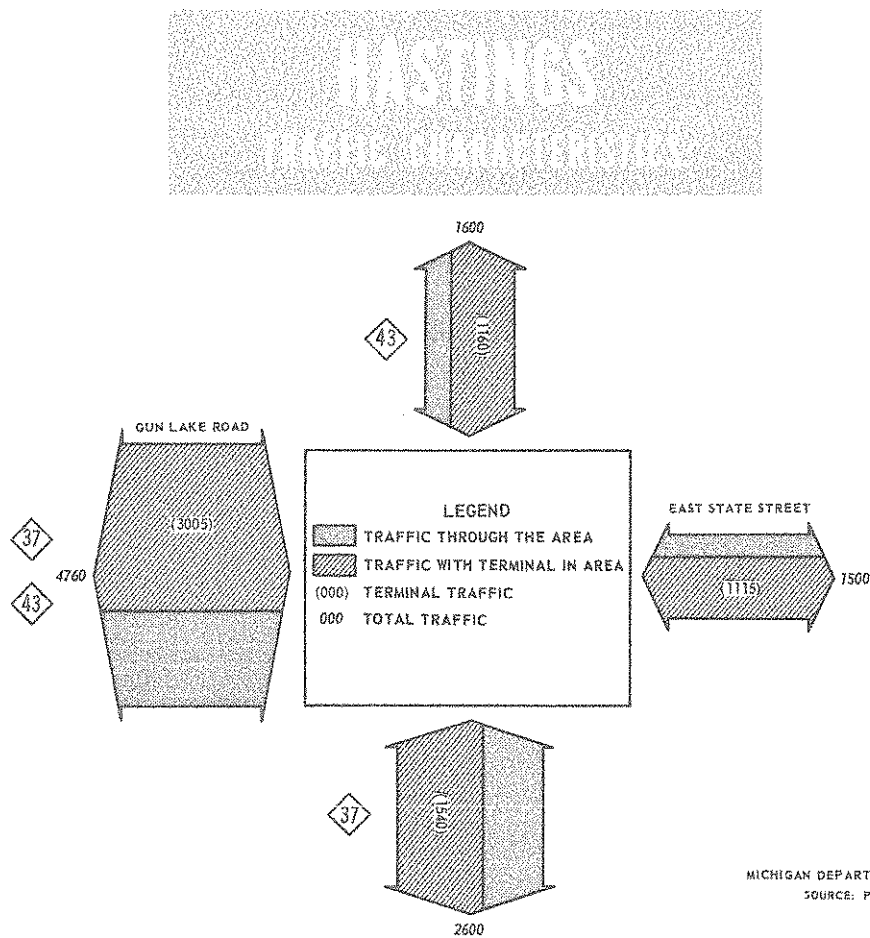 HASTINGS
TRAFFIC CHARACTERISTICS
1600
43
(1160)
GUN LAKE ROAD
(3005)
37
4760
43
LEGEND
TRAFFIC THROUGH THE AREA
TRAFFIC WITH TERMINAL IN AREA
(000) TERMINAL TRAFFIC
000 TOTAL TRAFFIC
EAST STATE STREET
(1115)
1500
37
(1540)
2600
MICHIGAN DEPART
SOURCE: P